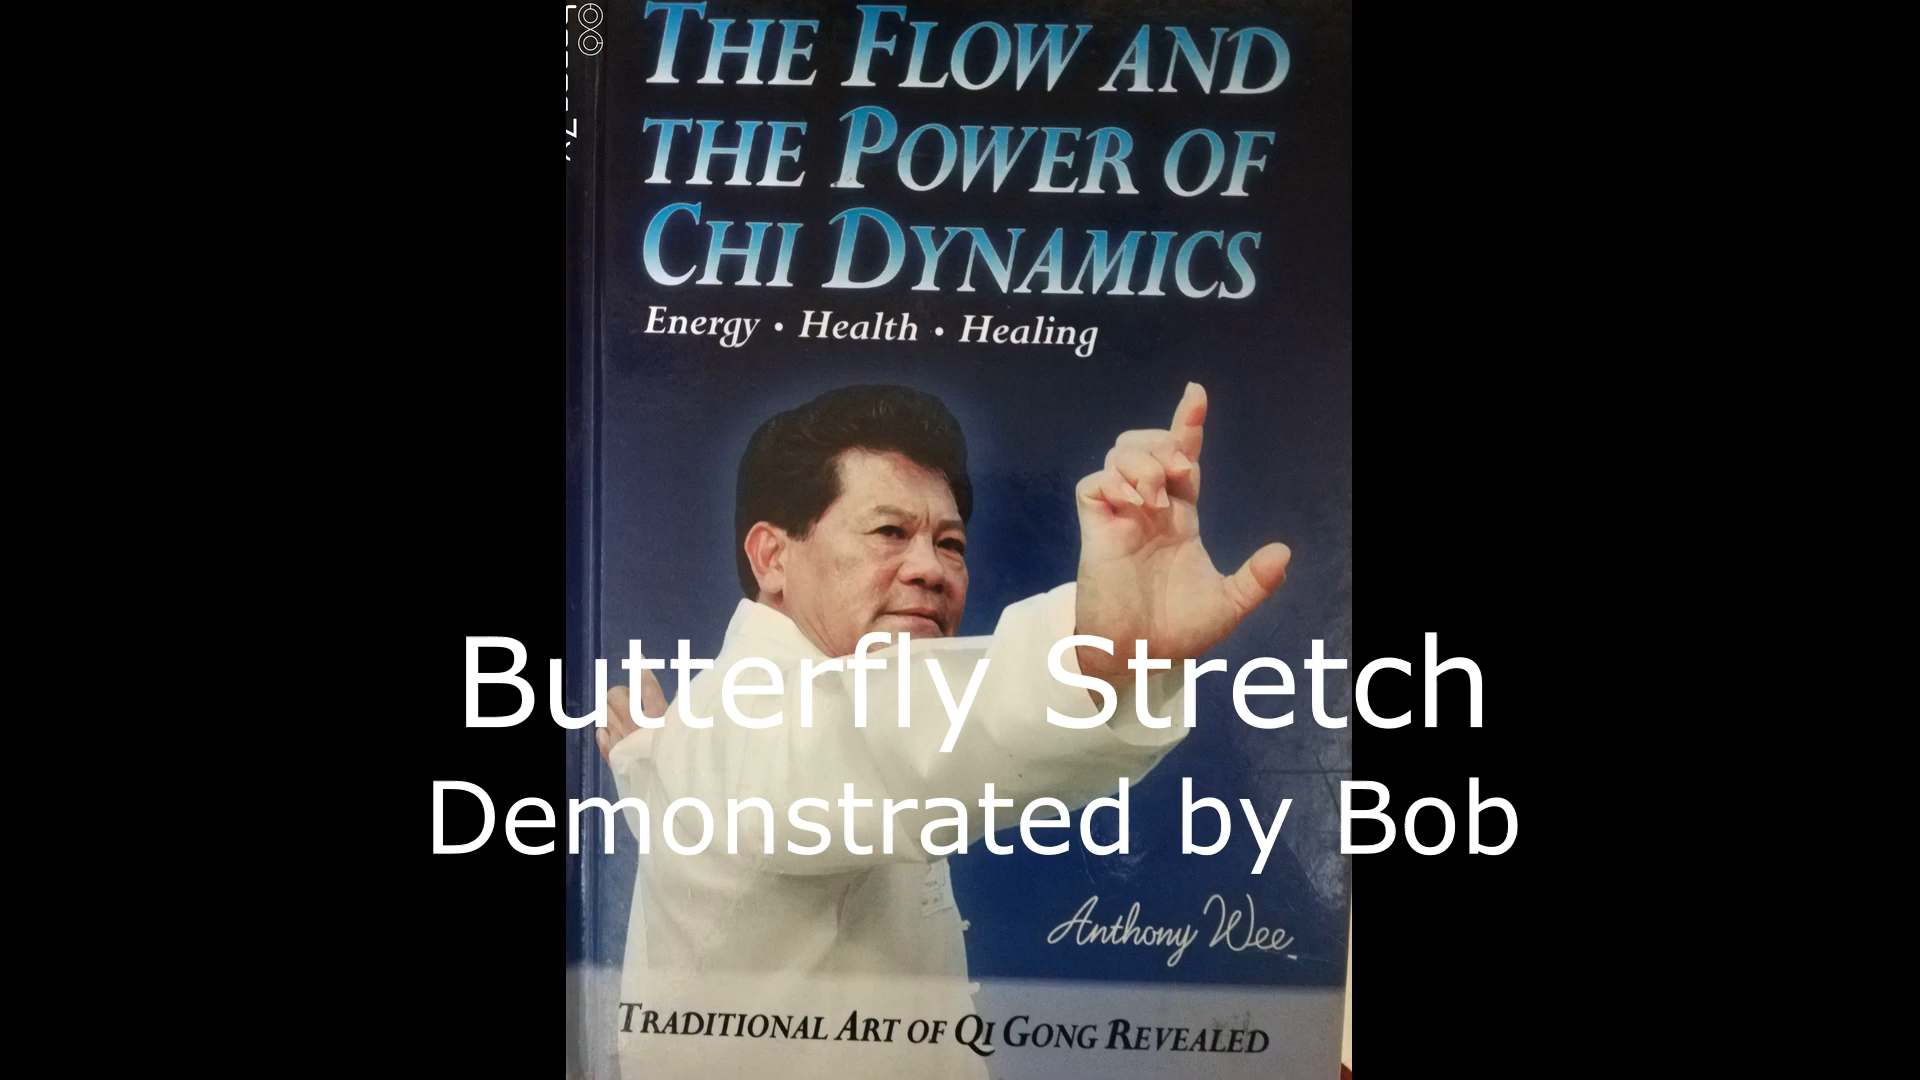 THE FLOW AND
THE POWER OF
CHI DYNAMICS
Energy • Health • Healing
Butterfly Stretch
Demonstrated by Bob
Anthony Wee
TRADITIONAL ART OF QI GONG REVEALED